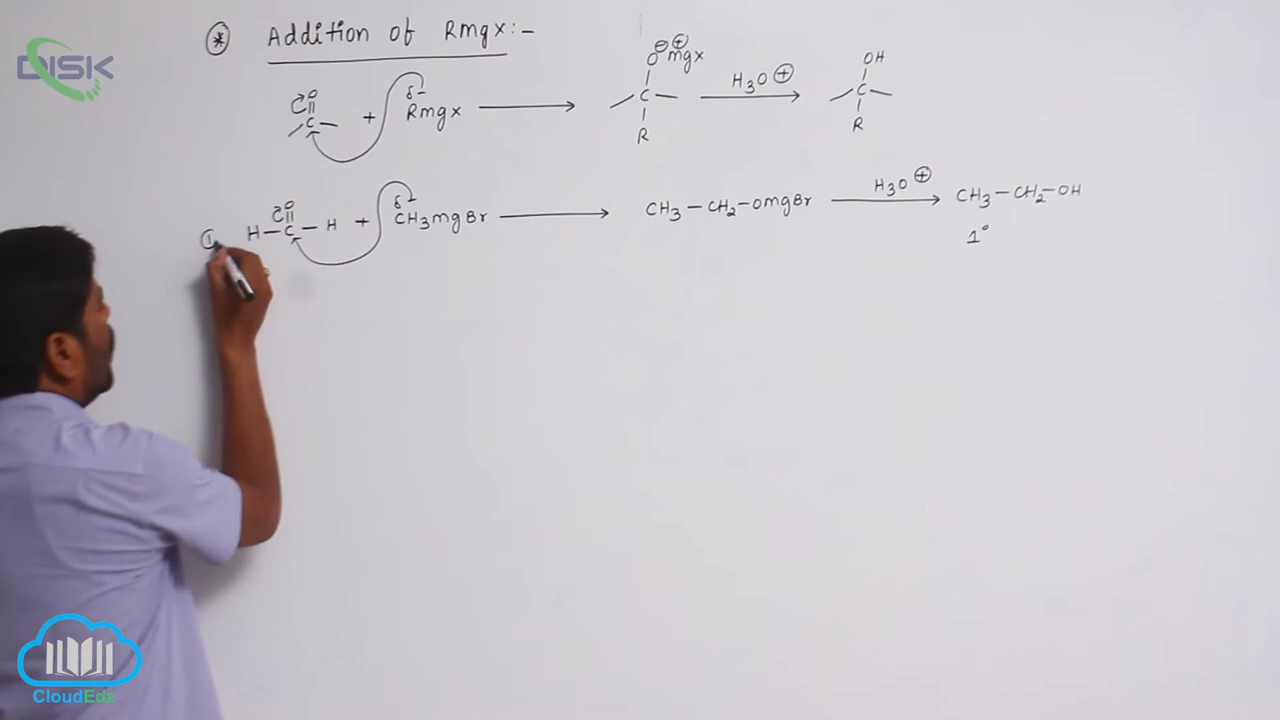 DISK
* Addition of Rmgx:-
O
C + δ- Rmgx → O⊖ ⊕mgx C R H3O⊕ → OH C R
① H-C-H O + δ- CH3mgBr → CH3-CH2-OmgBr H3O⊕ → CH3-CH2-OH
1°
CloudEdz